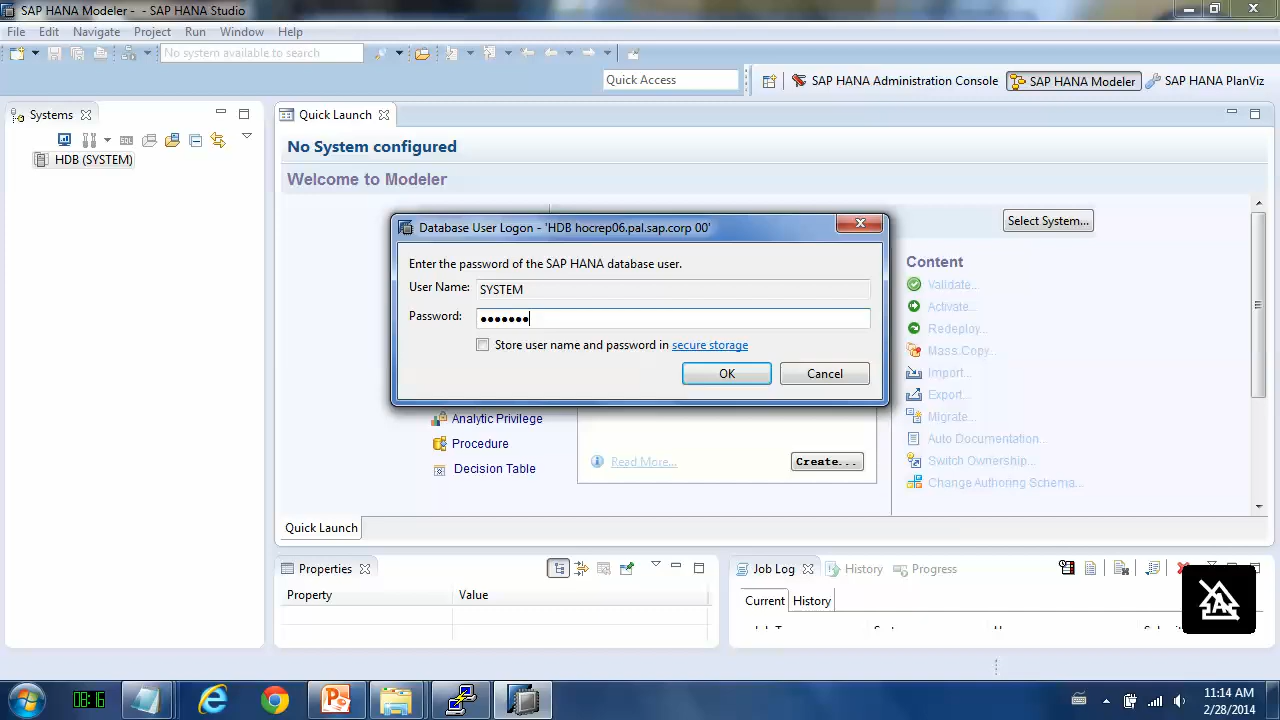 SAP HANA Modeler - - SAP HANA Studio
File Edit Navigate Project Run Window Help
No system available to search
Quick Access
SAP HANA Administration Console
SAP HANA Modeler
SAP HANA PlanViz
Systems
HDB (SYSTEM)
Quick Launch
No System configured
Welcome to Modeler
Select System...
Database User Logon - 'HDB hocrep06.pal.sap.corp 00'
Enter the password of the SAP HANA database user.
User Name: SYSTEM
Password:
Store user name and password in secure storage
OK Cancel
Content
Validate...
Activate...
Redeploy...
Mass Copy...
Import...
Export...
Migrate...
Auto Documentation...
Switch Ownership...
Change Authoring Schema...
Analytic Privilege
Procedure
Decision Table
Read More...
Create...
Quick Launch
Properties
Property Value
Job Log History Progress
Current History
08:16
11:14 AM
2/28/2014